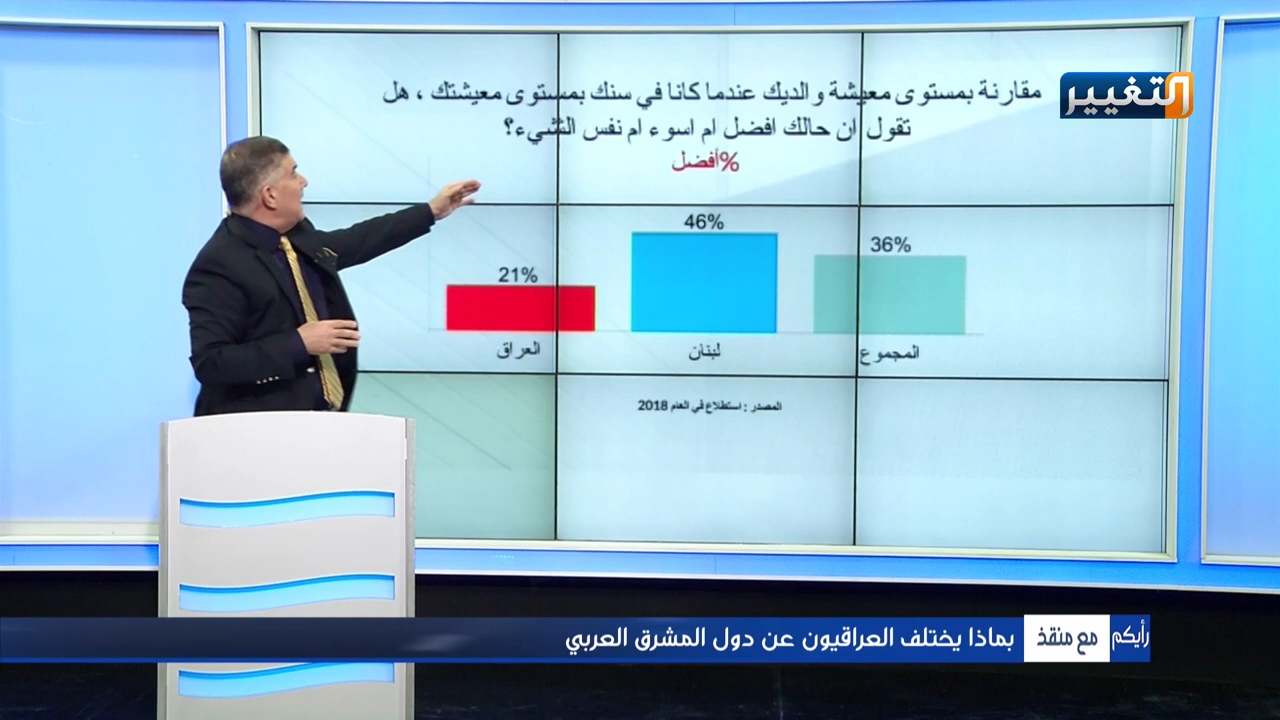 التغيير
مقارنة بمستوى معيشة والديك عندما كانا في سنك بمستوى معيشتك ، هل
تقول ان حالك افضل ام اسوء ام نفس الشيء؟
%أفضل
46%
36%
21%
المجموع
لبنان
العراق
المصدر : استطلاع في العام 2018
رأيكم مع منقذ
بماذا يختلف العراقيون عن دول المشرق العربي